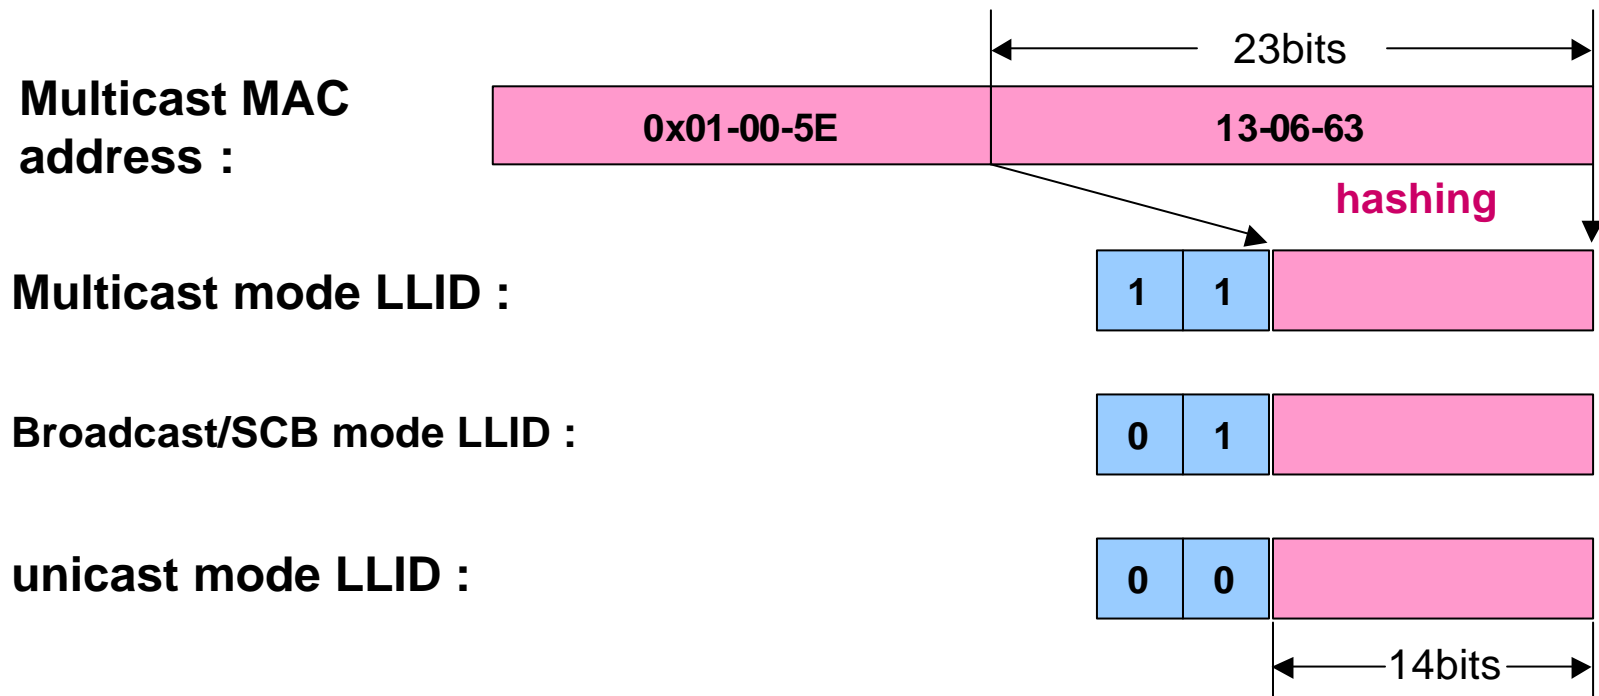 23bits
Multicast MAC
address :
0x01-00-5E
13-06-63
hashing
Multicast mode LLID :
1 1
Broadcast/SCB mode LLID :
0 1
unicast mode LLID :
0 0
14bits